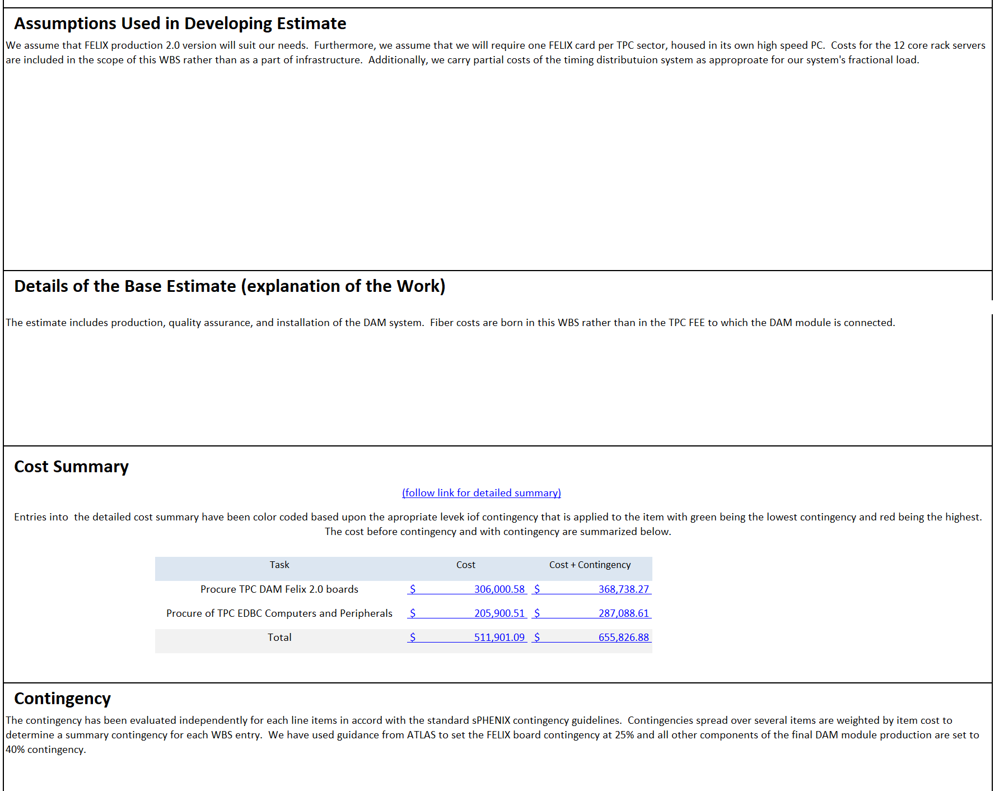 Assumptions Used in Developing Estimate
We assume that FELIX production 2.0 version will suit our needs.  Furthermore, we assume that we will require one FELIX card per TPC sector, housed in its own high speed PC.  Costs for the 12 core rack servers
are included in the scope of this WBS rather than as a part of infrastructure.  Additionally, we carry partial costs of the timing distributuion system as approproate for our system's fractional load.
Details of the Base Estimate (explanation of the Work)
The estimate includes production, quality assurance, and installation of the DAM system.  Fiber costs are born in this WBS rather than in the TPC FEE to which the DAM module is connected.
Cost Summary
(follow link for detailed summary)
Entries into  the detailed cost summary have been color coded based upon the apropriate levek iof contingency that is applied to the item with green being the lowest contingency and red being the highest.
The cost before contingency and with contingency are summarized below.
Task Cost Cost + Contingency
Procure TPC DAM Felix 2.0 boards $ 306,000.58 $ 368,738.27
Procure of TPC EDBC Computers and Peripherals $ 205,900.51 $ 287,088.61
Total $ 511,901.09 $ 655,826.88
Contingency
The contingency has been evaluated independently for each line items in accord with the standard sPHENIX contingency guidelines.  Contingencies spread over several items are weighted by item cost to
determine a summary contingency for each WBS entry.  We have used guidance from ATLAS to set the FELIX board contingency at 25% and all other components of the final DAM module production are set to
40% contingency.